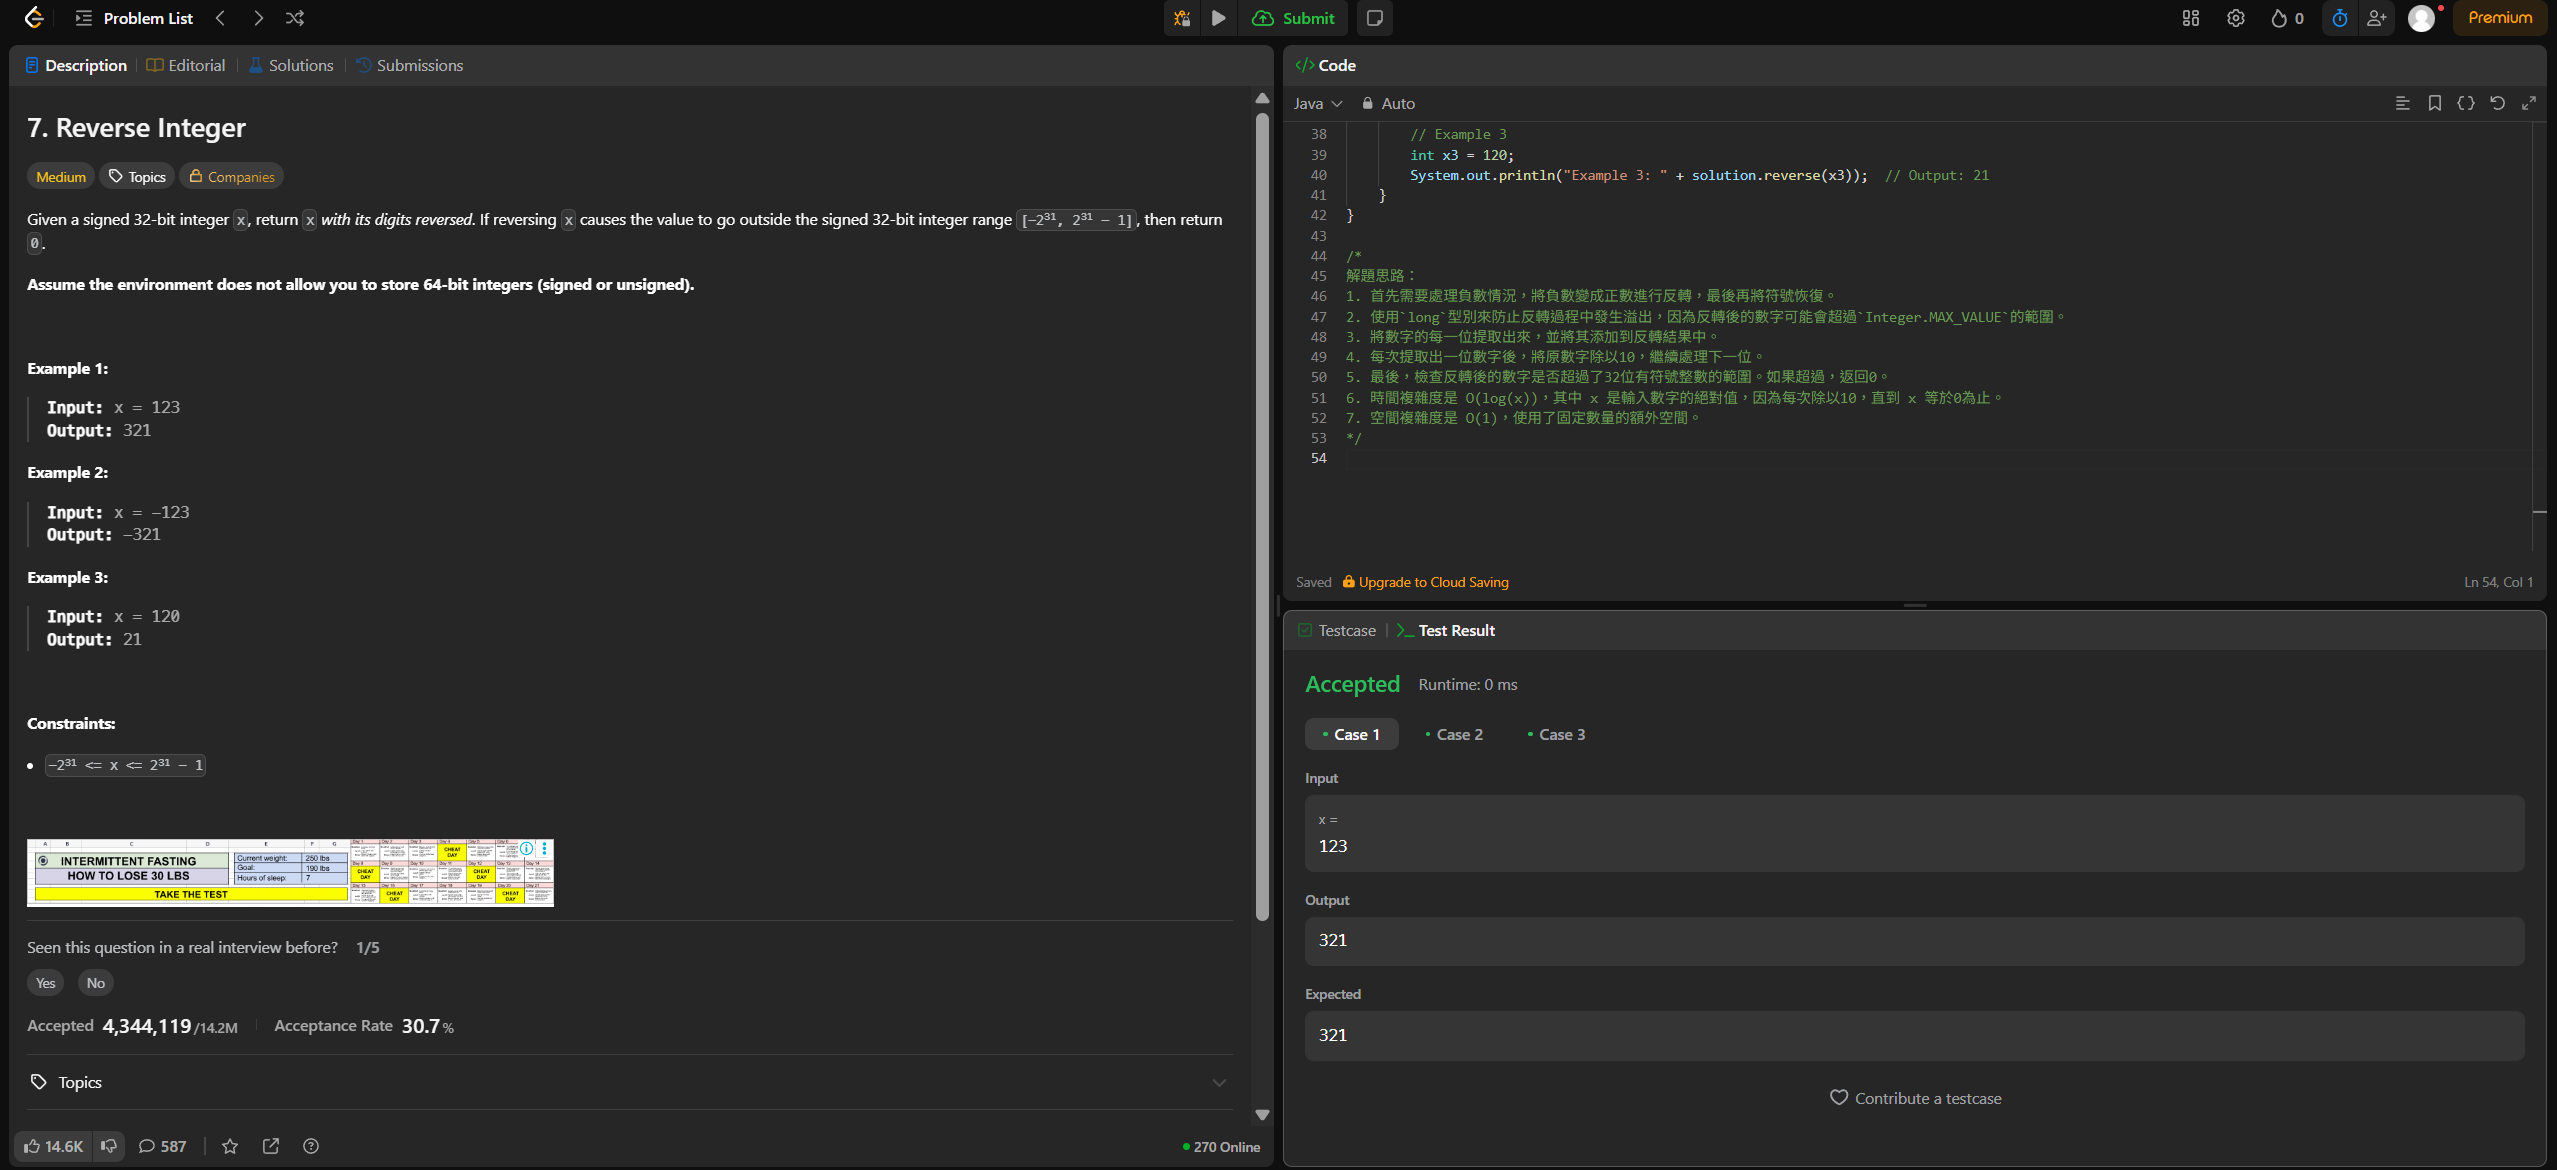 Problem List
Submit
0
Premium
Description
Editorial
Solutions
Submissions
7. Reverse Integer
Medium
Topics
Companies
Given a signed 32-bit integer x, return x with its digits reversed. If reversing x causes the value to go outside the signed 32-bit integer range [-2³¹, 2³¹ - 1], then return
0.
Assume the environment does not allow you to store 64-bit integers (signed or unsigned).
Example 1:
Input: x = 123
Output: 321
Example 2:
Input: x = -123
Output: -321
Example 3:
Input: x = 120
Output: 21
Constraints:
-2³¹ <= x <= 2³¹ - 1
A B C D E F G
INTERMITTENT FASTING
HOW TO LOSE 30 LBS
TAKE THE TEST
Current weight: 250 lbs
Goal: 190 lbs
Hours of sleep: 7
CHEAT DAY
CHEAT DAY
CHEAT DAY
CHEAT DAY
CHEAT DAY
Seen this question in a real interview before? 1/5
Yes
No
Accepted 4,344,119/14.2M
Acceptance Rate 30.7%
Topics
14.6K
587
270 Online
</> Code
Java
Auto
38 // Example 3
39 int x3 = 120;
40 System.out.println("Example 3: " + solution.reverse(x3)); // Output: 21
41 }
42 }
43
44 /*
45 解題思路：
46 1. 首先需要處理負數情況，將負數變成正數進行反轉，最後再將符號恢復。
47 2. 使用`long`型別來防止反轉過程中發生溢出，因為反轉後的數字可能會超過`Integer.MAX_VALUE`的範圍。
48 3. 將數字的每一位提取出來，並將其添加到反轉結果中。
49 4. 每次提取出一位數字後，將原數字除以10，繼續處理下一位。
50 5. 最後，檢查反轉後的數字是否超過了32位有符號整數的範圍。如果超過，返回0。
51 6. 時間複雜度是 O(log(x))，其中 x 是輸入數字的絕對值，因為每次除以10，直到 x 等於0為止。
52 7. 空間複雜度是 O(1)，使用了固定數量的額外空間。
53 */
54
Saved
Upgrade to Cloud Saving
Ln 54, Col 1
Testcase
Test Result
Accepted
Runtime: 0 ms
Case 1
Case 2
Case 3
Input
x =
123
Output
321
Expected
321
Contribute a testcase